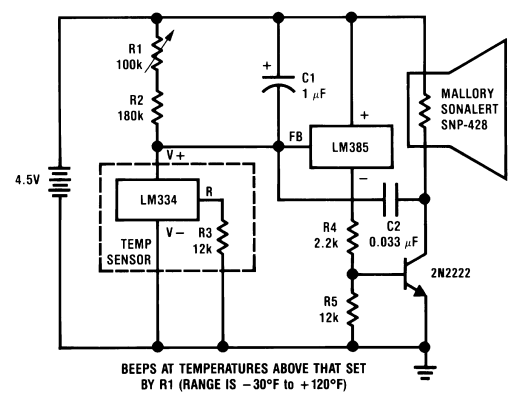 R1
100k
R2
180k
+
C1
1 µF
+
MALLORY
SONALERT
SNP-428
FB
LM385
V+
–
4.5V
LM334
R
V–
R3
12k
TEMP
SENSOR
R4
2.2k
C2
0.033 µF
2N2222
R5
12k
BEEPS AT TEMPERATURES ABOVE THAT SET
BY R1 (RANGE IS –30°F to +120°F)